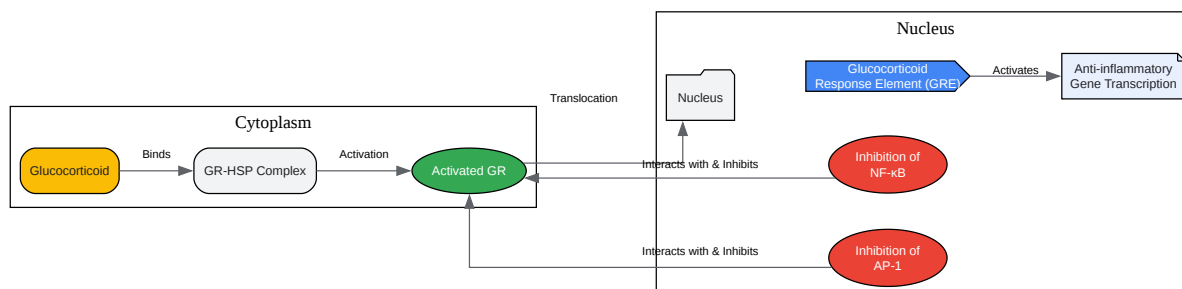 Nucleus
Glucocorticoid
Response Element (GRE)
Activates
Anti-inflammatory
Gene Transcription
Nucleus
Translocation
Cytoplasm
Glucocorticoid
Binds
GR-HSP Complex
Activation
Activated GR
Interacts with & Inhibits
Inhibition of
NF-κB
Interacts with & Inhibits
Inhibition of
AP-1